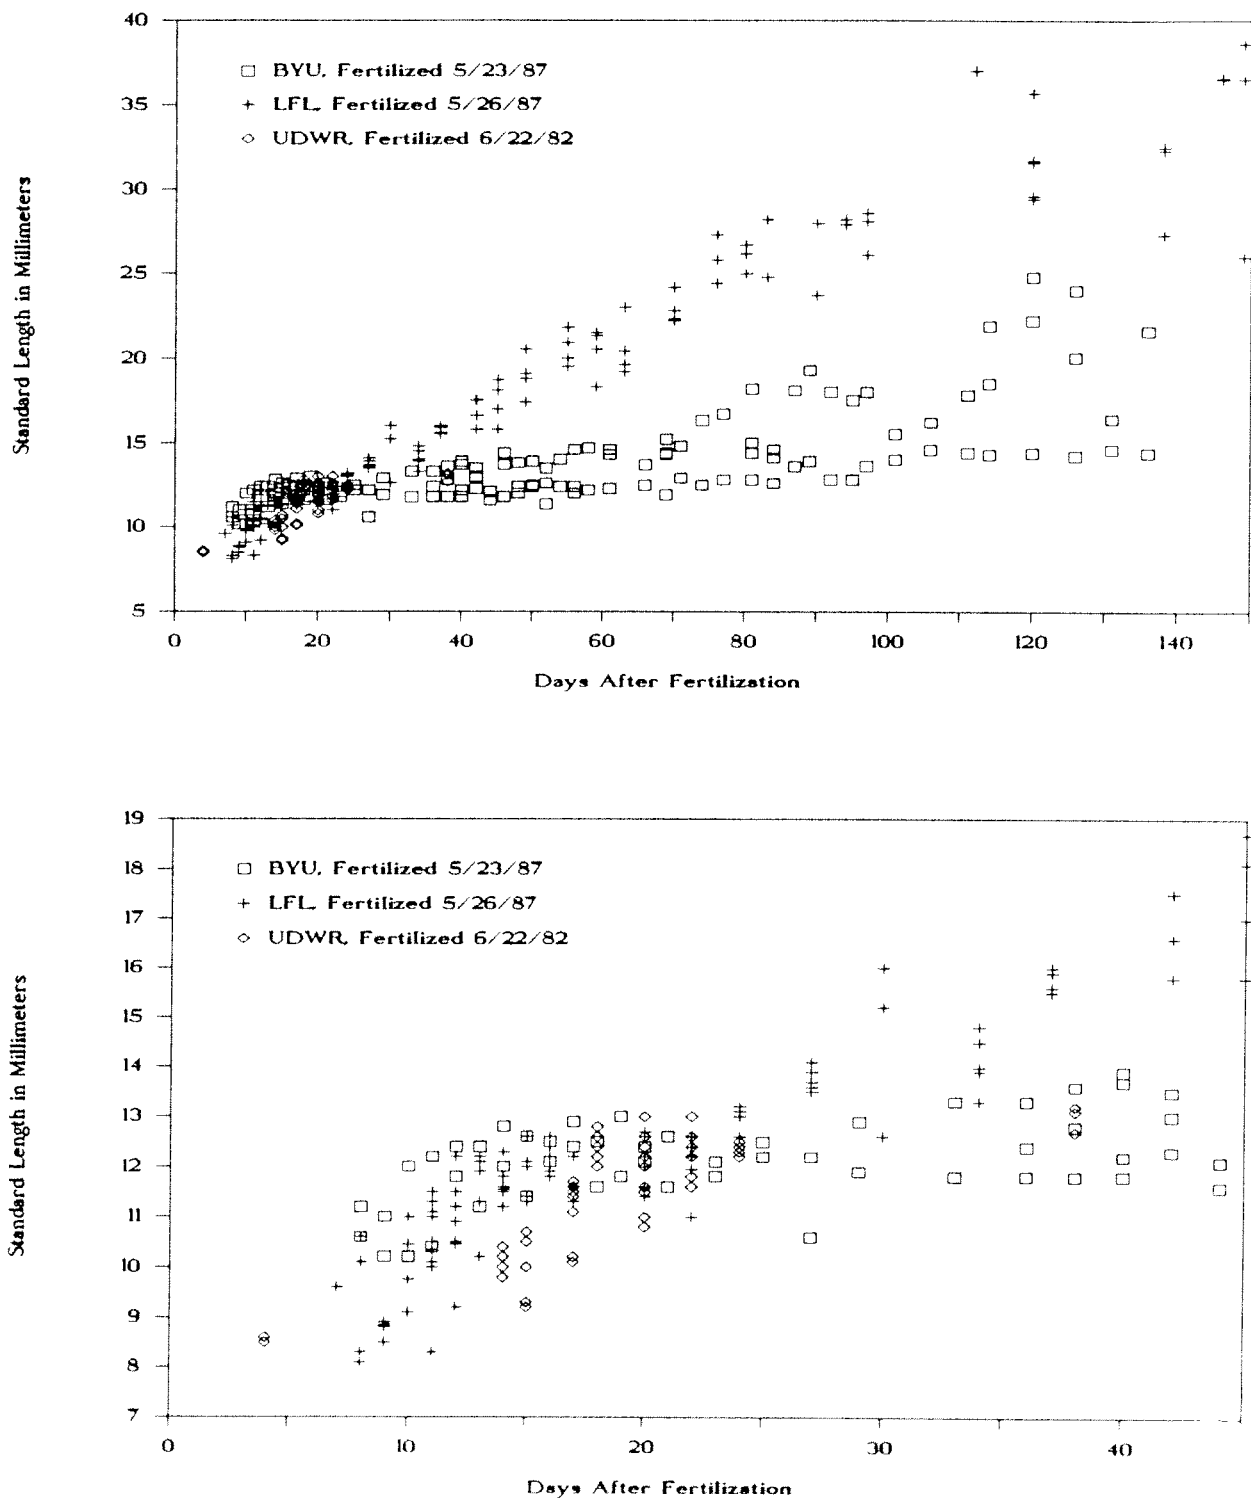 40
35
30
25
20
15
10
5
Standard Length in Millimeters
BYU, Fertilized 5/23/87
LFL, Fertilized 5/26/87
UDWR, Fertilized 6/22/82
0 20 40 60 80 100 120 140
Days After Fertilization
19
18
17
16
15
14
13
12
11
10
9
8
7
Standard Length in Millimeters
BYU, Fertilized 5/23/87
LFL, Fertilized 5/26/87
UDWR, Fertilized 6/22/82
0 10 20 30 40
Days After Fertilization